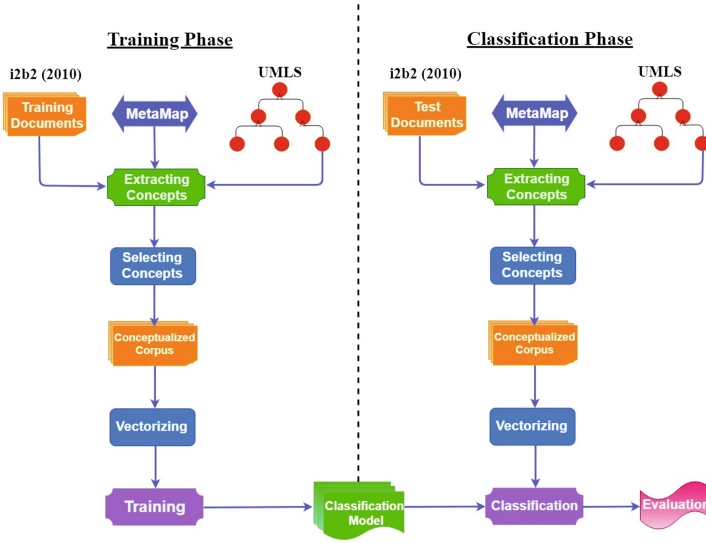 Training Phase
i2b2 (2010)
UMLS
Training
Documents
MetaMap
Extracting
Concepts
Selecting
Concepts
Conceptualized
Corpus
Vectorizing
Training
Classification
Model
Classification Phase
i2b2 (2010)
UMLS
Test
Documents
MetaMap
Extracting
Concepts
Selecting
Concepts
Conceptualized
Corpus
Vectorizing
Classification
Evaluation